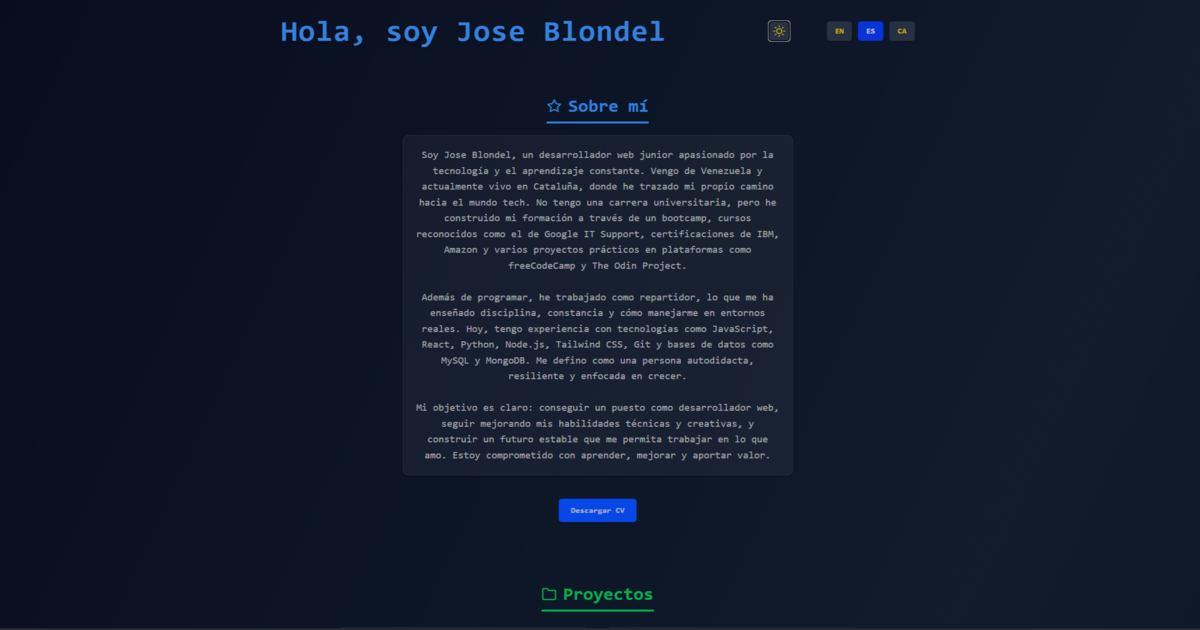 Hola, soy Jose Blondel
EN ES CA
Sobre mí
Soy Jose Blondel, un desarrollador web junior apasionado por la
tecnología y el aprendizaje constante. Vengo de Venezuela y
actualmente vivo en Cataluña, donde he trazado mi propio camino
hacia el mundo tech. No tengo una carrera universitaria, pero he
construido mi formación a través de un bootcamp, cursos
reconocidos como el de Google IT Support, certificaciones de IBM,
Amazon y varios proyectos prácticos en plataformas como
freeCodeCamp y The Odin Project.
Además de programar, he trabajado como repartidor, lo que me ha
enseñado disciplina, constancia y cómo manejarme en entornos
reales. Hoy, tengo experiencia con tecnologías como JavaScript,
React, Python, Node.js, Tailwind CSS, Git y bases de datos como
MySQL y MongoDB. Me defino como una persona autodidacta,
resiliente y enfocada en crecer.
Mi objetivo es claro: conseguir un puesto como desarrollador web,
seguir mejorando mis habilidades técnicas y creativas, y
construir un futuro estable que me permita trabajar en lo que
amo. Estoy comprometido con aprender, mejorar y aportar valor.
Descargar CV
Proyectos